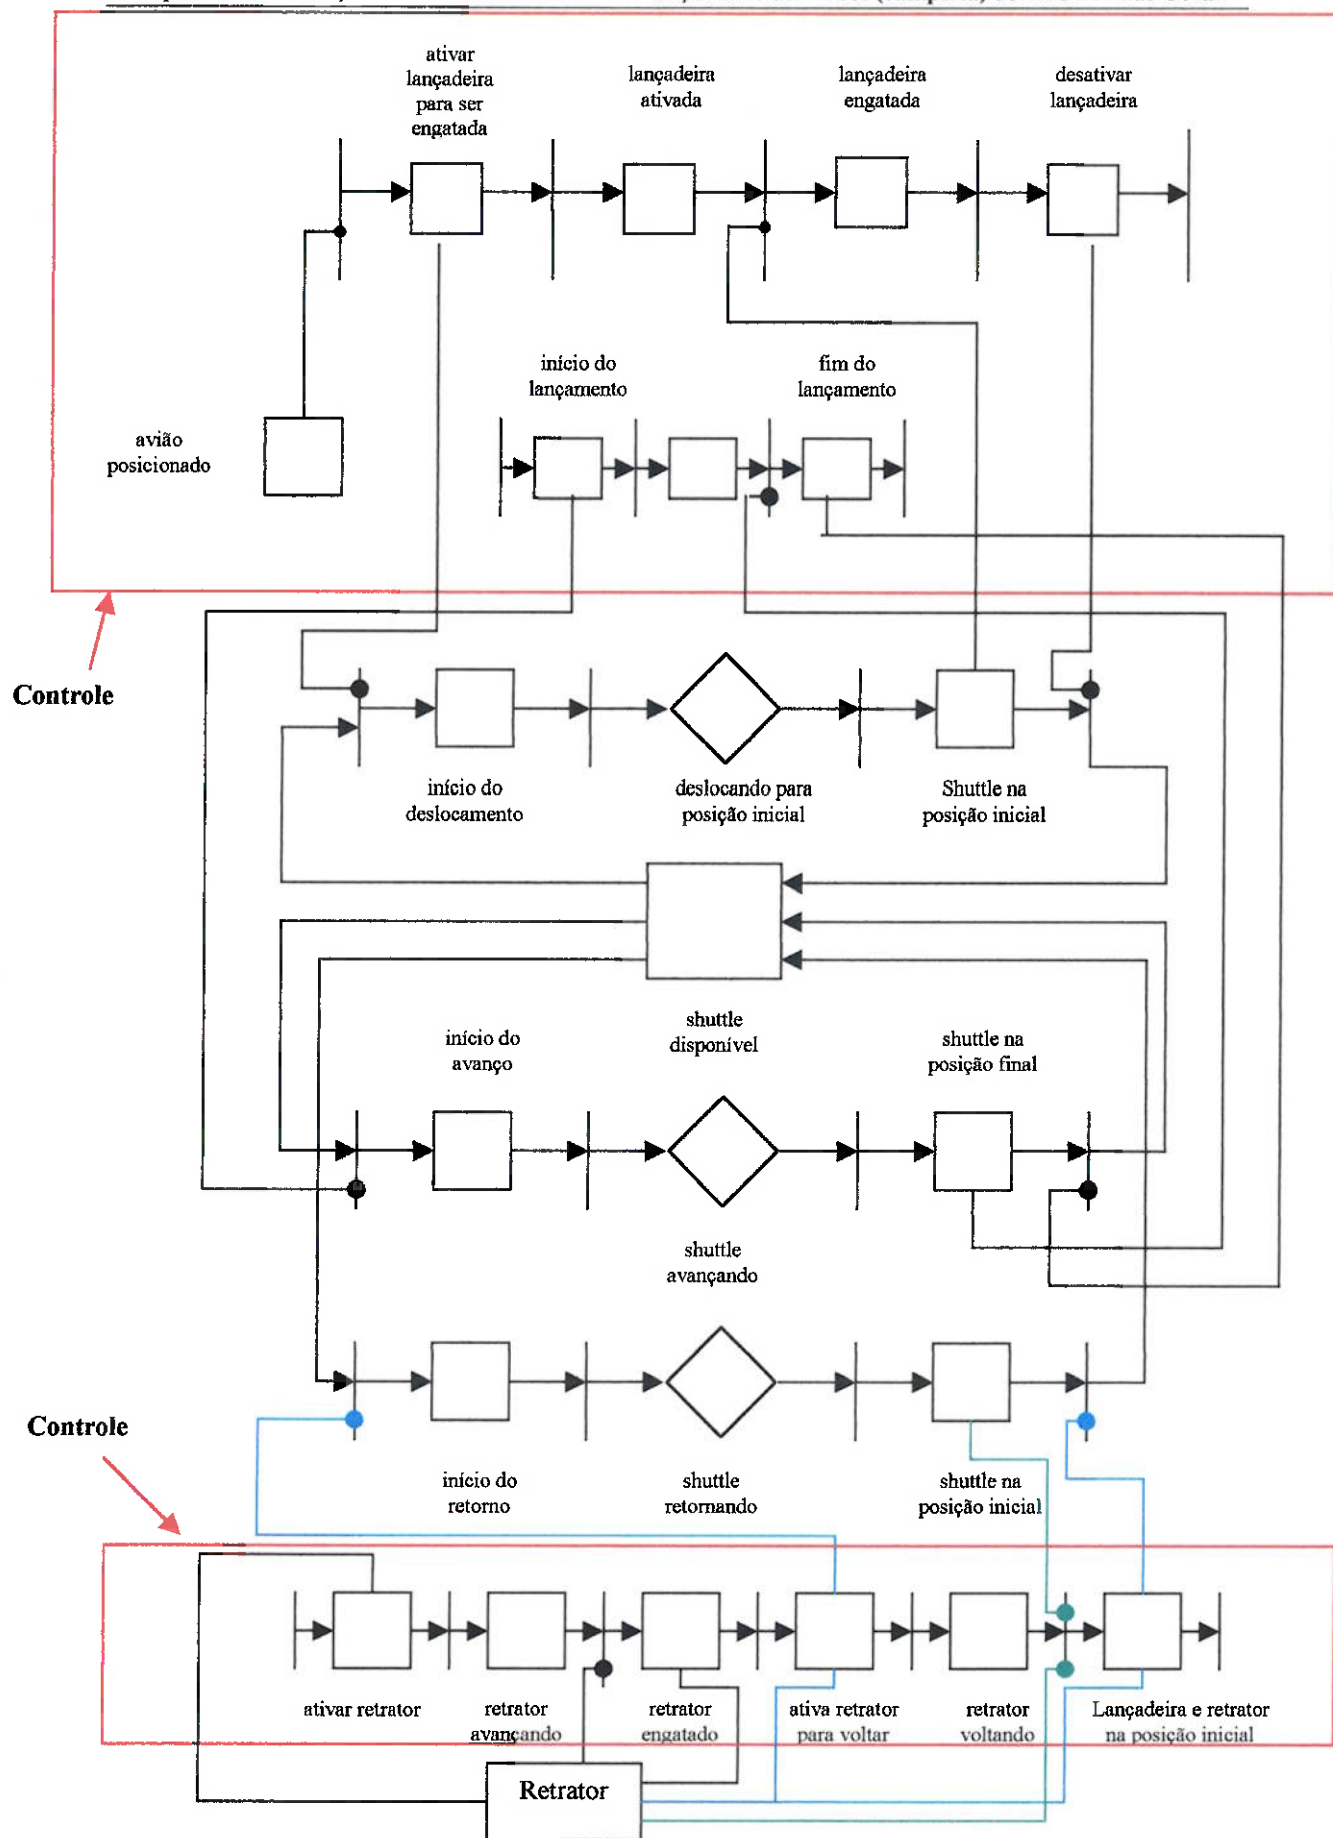 ativar
lançadeira
para ser
engatada
lançadeira
ativada
lançadeira
engatada
desativar
lançadeira
início do
lançamento
fim do
lançamento
avião
posicionado
Controle
início do
deslocamento
deslocando para
posição inicial
Shuttle na
posição inicial
shuttle
disponível
início do
avanço
shuttle na
posição final
shuttle
avançando
Controle
início do
retorno
shuttle
retornando
shuttle na
posição inicial
ativar retrator
retrator
avançando
retrator
engatado
ativa retrator
para voltar
retrator
voltando
Lançadeira e retrator
na posição inicial
Retrator